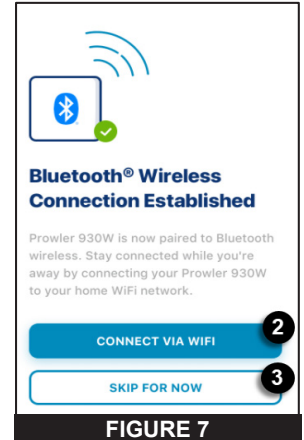 Bluetooth® Wireless
Connection Established
Prowler 930W is now paired to Bluetooth
wireless. Stay connected while you're
away by connecting your Prowler 930W
to your home WiFi network.
2
CONNECT VIA WIFI
3
SKIP FOR NOW
FIGURE 7